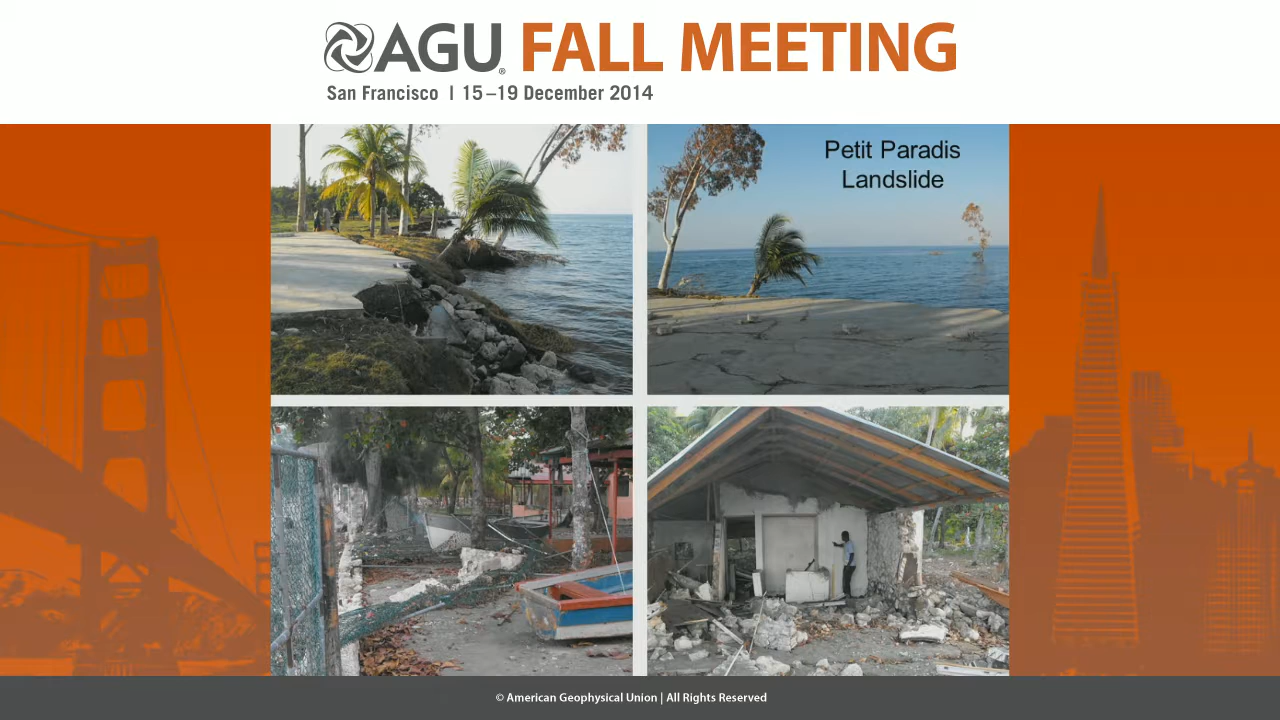 AGU® FALL MEETING
San Francisco | 15–19 December 2014
Petit Paradis
Landslide
© American Geophysical Union | All Rights Reserved